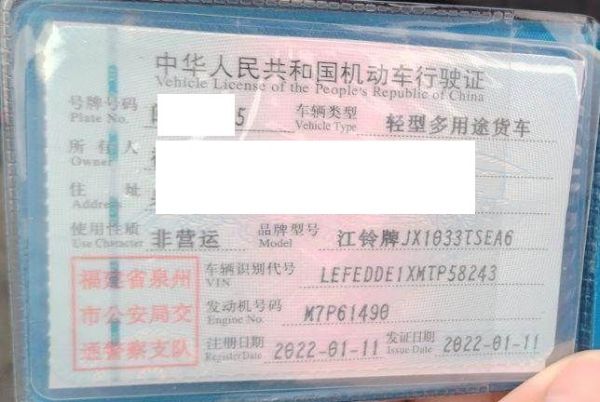 中华人民共和国机动车行驶证
Vehicle License of the People's Republic of China
号牌号码 5 车辆类型 轻型多用途货车
Plate No. Vehicle Type
所有人
Owner
住址
Address
使用性质 非营运 品牌型号 江铃牌JX1033TSEA6
Use Character Model
福建省泉州
市公安局交
通警察支队
车辆识别代号 LEFEDDE1XMTP58243
VIN
发动机号码 M7P61490
Engine No.
注册日期 2022-01-11 发证日期 2022-01-11
Register Date Issue Date